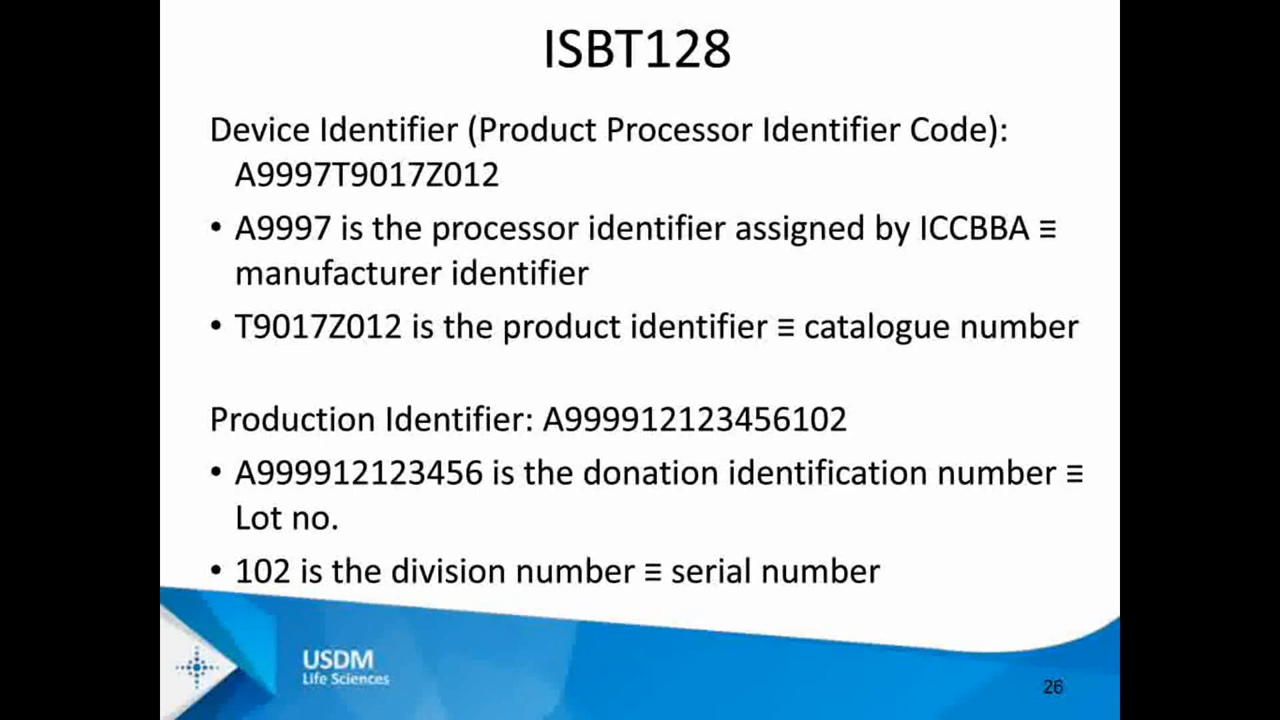 ISBT128
Device Identifier (Product Processor Identifier Code):
A9997T9017Z012
• A9997 is the processor identifier assigned by ICCBBA ≡
manufacturer identifier
• T9017Z012 is the product identifier ≡ catalogue number
Production Identifier: A999912123456102
• A999912123456 is the donation identification number ≡
Lot no.
• 102 is the division number ≡ serial number
USDM
Life Sciences
26